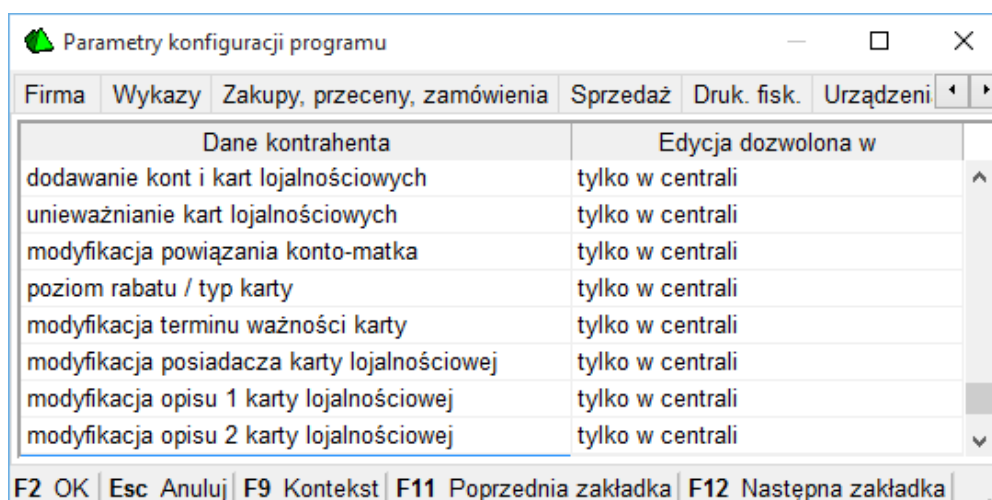 Parametry konfiguracji programu
Firma Wykazy Zakupy, przeceny, zamówienia Sprzedaż Druk. fisk. Urządzeni
Dane kontrahenta Edycja dozwolona w
dodawanie kont i kart lojalnościowych tylko w centrali
unieważnianie kart lojalnościowych tylko w centrali
modyfikacja powiązania konto-matka tylko w centrali
poziom rabatu / typ karty tylko w centrali
modyfikacja terminu ważności karty tylko w centrali
modyfikacja posiadacza karty lojalnościowej tylko w centrali
modyfikacja opisu 1 karty lojalnościowej tylko w centrali
modyfikacja opisu 2 karty lojalnościowej tylko w centrali
F2 OK Esc Anuluj F9 Kontekst F11 Poprzednia zakładka F12 Następna zakładka